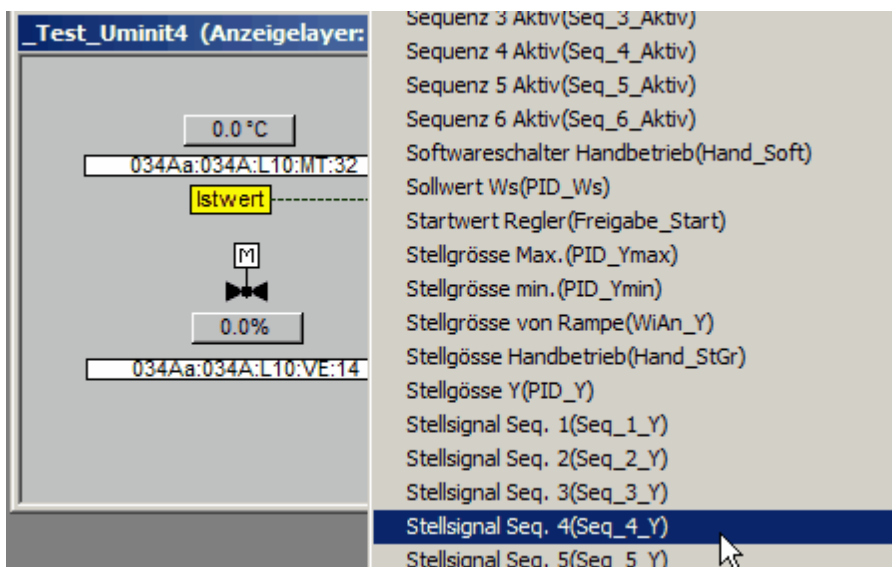 _Test_Uminit4 (Anzeigelayer:
0.0 °C
034Aa:034A:L10:MT:32
Istwert
M
0.0%
034Aa:034A:L10:VE:14
Sequenz 3 Aktiv(Seq_3_Aktiv)
Sequenz 4 Aktiv(Seq_4_Aktiv)
Sequenz 5 Aktiv(Seq_5_Aktiv)
Sequenz 6 Aktiv(Seq_6_Aktiv)
Softwareschalter Handbetrieb(Hand_Soft)
Sollwert Ws(PID_Ws)
Startwert Regler(Freigabe_Start)
Stellgrösse Max.(PID_Ymax)
Stellgrösse min.(PID_Ymin)
Stellgrösse von Rampe(WiAn_Y)
Stellgösse Handbetrieb(Hand_StGr)
Stellgösse Y(PID_Y)
Stellsignal Seq. 1(Seq_1_Y)
Stellsignal Seq. 2(Seq_2_Y)
Stellsignal Seq. 3(Seq_3_Y)
Stellsignal Seq. 4(Seq_4_Y)
Stellsignal Seq. 5(Seq_5_Y)